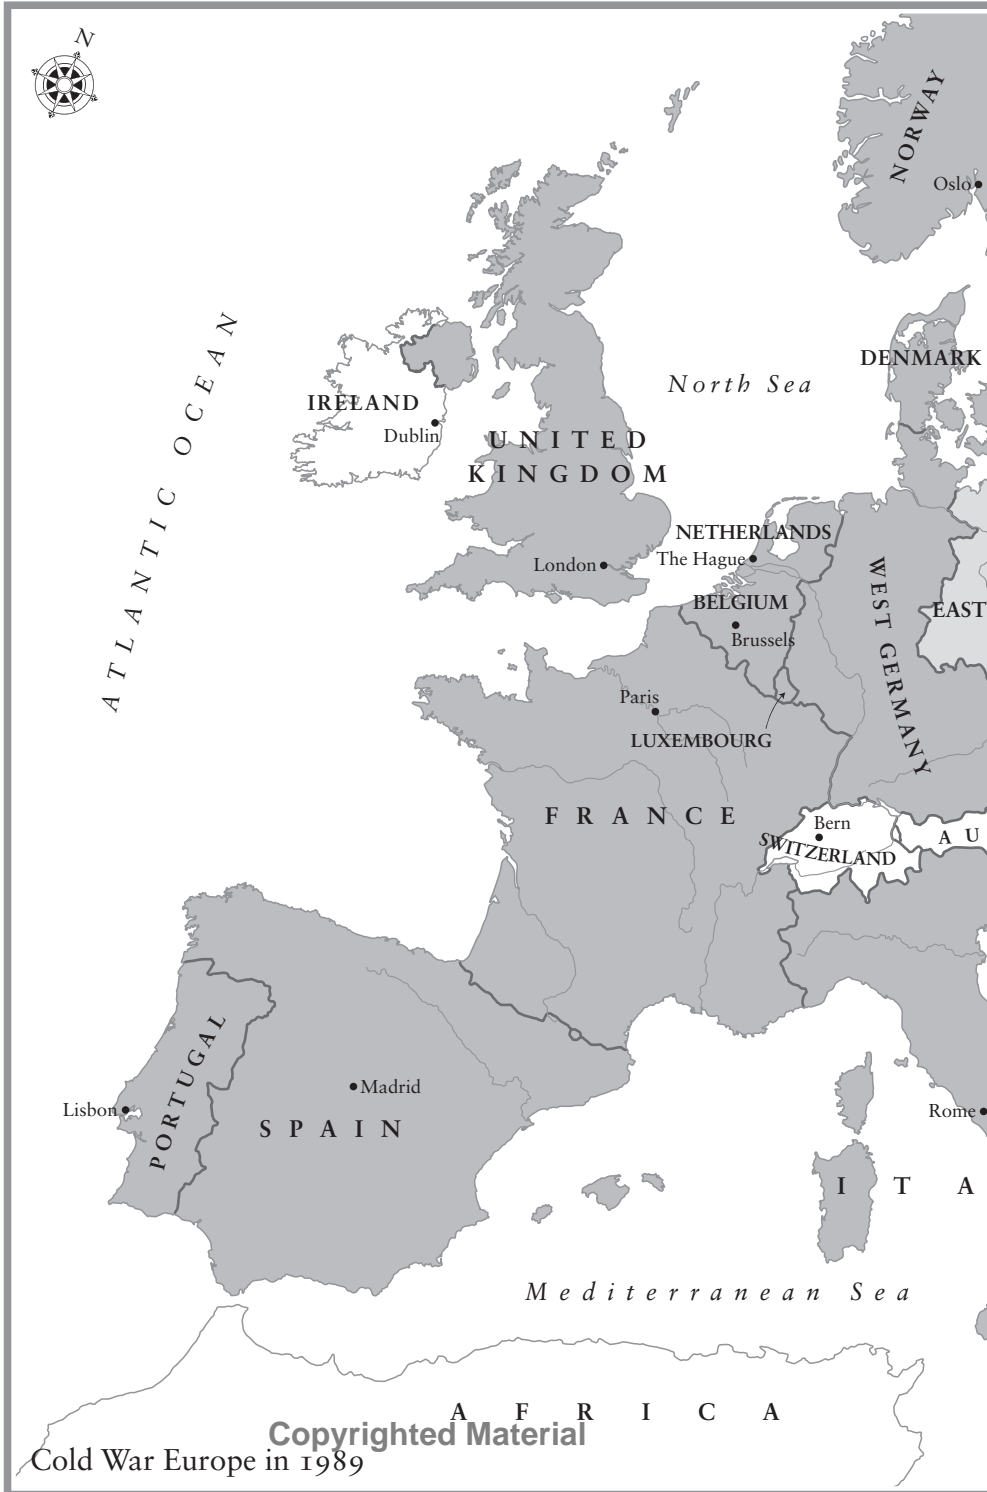 N
NORWAY
Oslo
ATLANTIC OCEAN
DENMARK
North Sea
IRELAND
Dublin
UNITED
KINGDOM
NETHERLANDS
The Hague
London
WEST GERMANY
BELGIUM
EAST
Brussels
Paris
LUXEMBOURG
FRANCE
Bern
SWITZERLAND
AU
PORTUGAL
Madrid
Lisbon
SPAIN
Rome
ITA
Mediterranean Sea
AFRICA
Copyrighted Material
Cold War Europe in 1989